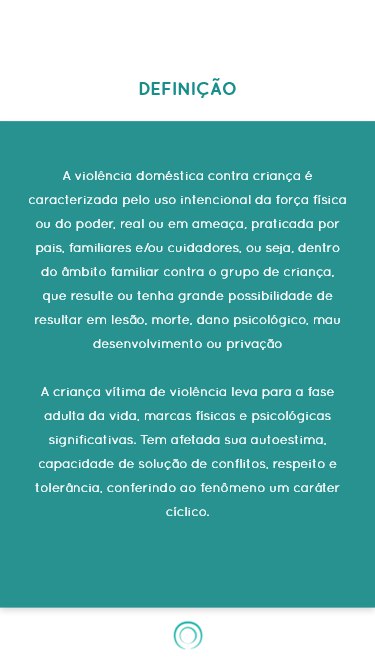 DEFINIÇÃO
A violência doméstica contra criança é
caracterizada pelo uso intencional da força física
ou do poder, real ou em ameaça, praticada por
pais, familiares e/ou cuidadores, ou seja, dentro
do âmbito familiar contra o grupo de criança,
que resulte ou tenha grande possibilidade de
resultar em lesão, morte, dano psicológico, mau
desenvolvimento ou privação
A criança vítima de violência leva para a fase
adulta da vida, marcas físicas e psicológicas
significativas. Tem afetada sua autoestima,
capacidade de solução de conflitos, respeito e
tolerância, conferindo ao fenômeno um caráter
cíclico.